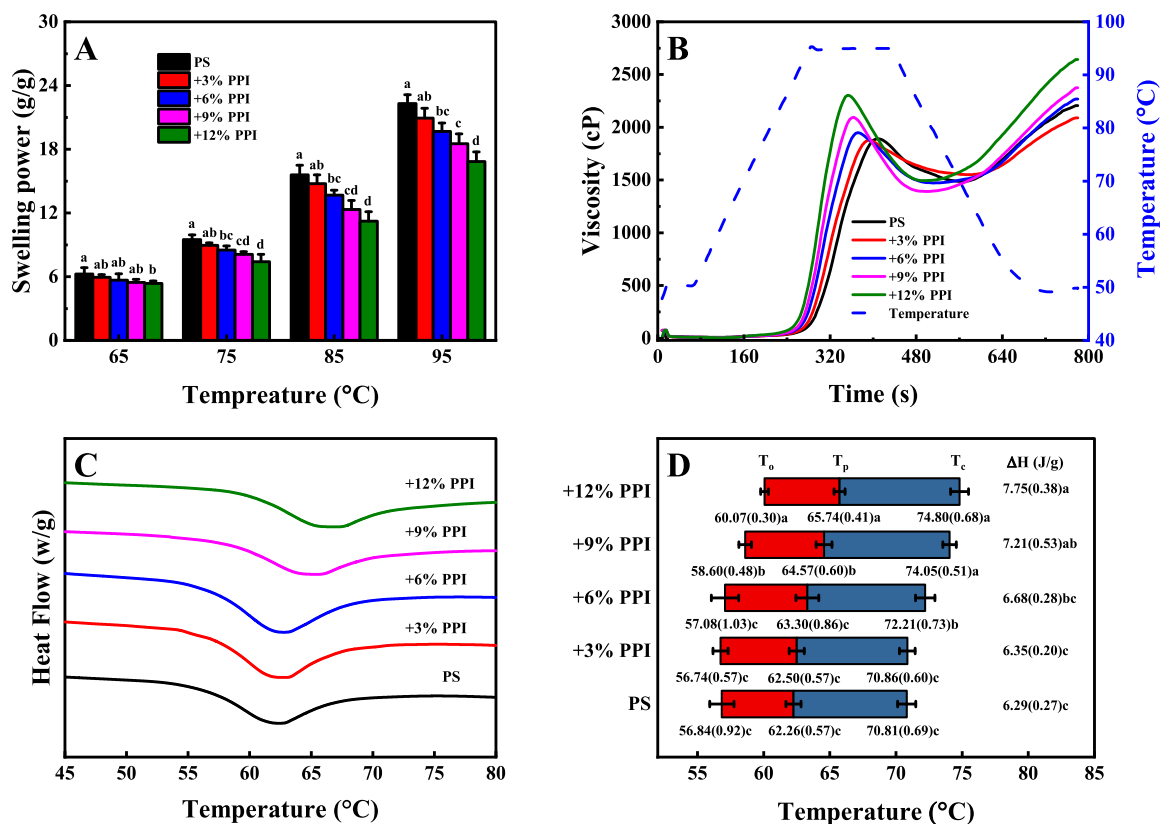 A
PS
+3% PPI
+6% PPI
+9% PPI
+12% PPI
a ab ab ab b
a ab bc cd d
a ab bc cd d
a ab bc c d
Swelling power (g/g)
30
24
18
12
6
0
65 75 85 95
Tempreature (°C)
B
PS
+3% PPI
+6% PPI
+9% PPI
+12% PPI
Temperature
Viscosity (cP)
3000
2500
2000
1500
1000
500
0
Temperature (°C)
100
90
80
70
60
50
40
0 160 320 480 640 800
Time (s)
C
+12% PPI
+9% PPI
+6% PPI
+3% PPI
PS
Heat Flow (w/g)
45 50 55 60 65 70 75 80
Temperature (°C)
D
To Tp Tc ΔH (J/g)
+12% PPI 7.75(0.38)a
60.07(0.30)a 65.74(0.41)a 74.80(0.68)a
+9% PPI 7.21(0.53)ab
58.60(0.48)b 64.57(0.60)b 74.05(0.51)a
+6% PPI 6.68(0.28)bc
57.08(1.03)c 63.30(0.86)c 72.21(0.73)b
+3% PPI 6.35(0.20)c
56.74(0.57)c 62.50(0.57)c 70.86(0.60)c
PS 6.29(0.27)c
56.84(0.92)c 62.26(0.57)c 70.81(0.69)c
55 60 65 70 75 80 85
Temperature (°C)